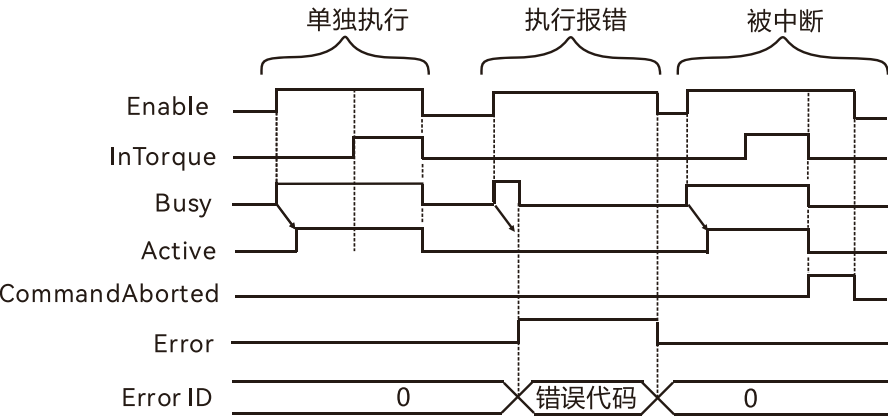 单独执行 执行报错 被中断
Enable
InTorque
Busy
Active
CommandAborted
Error
Error ID 0 错误代码 0